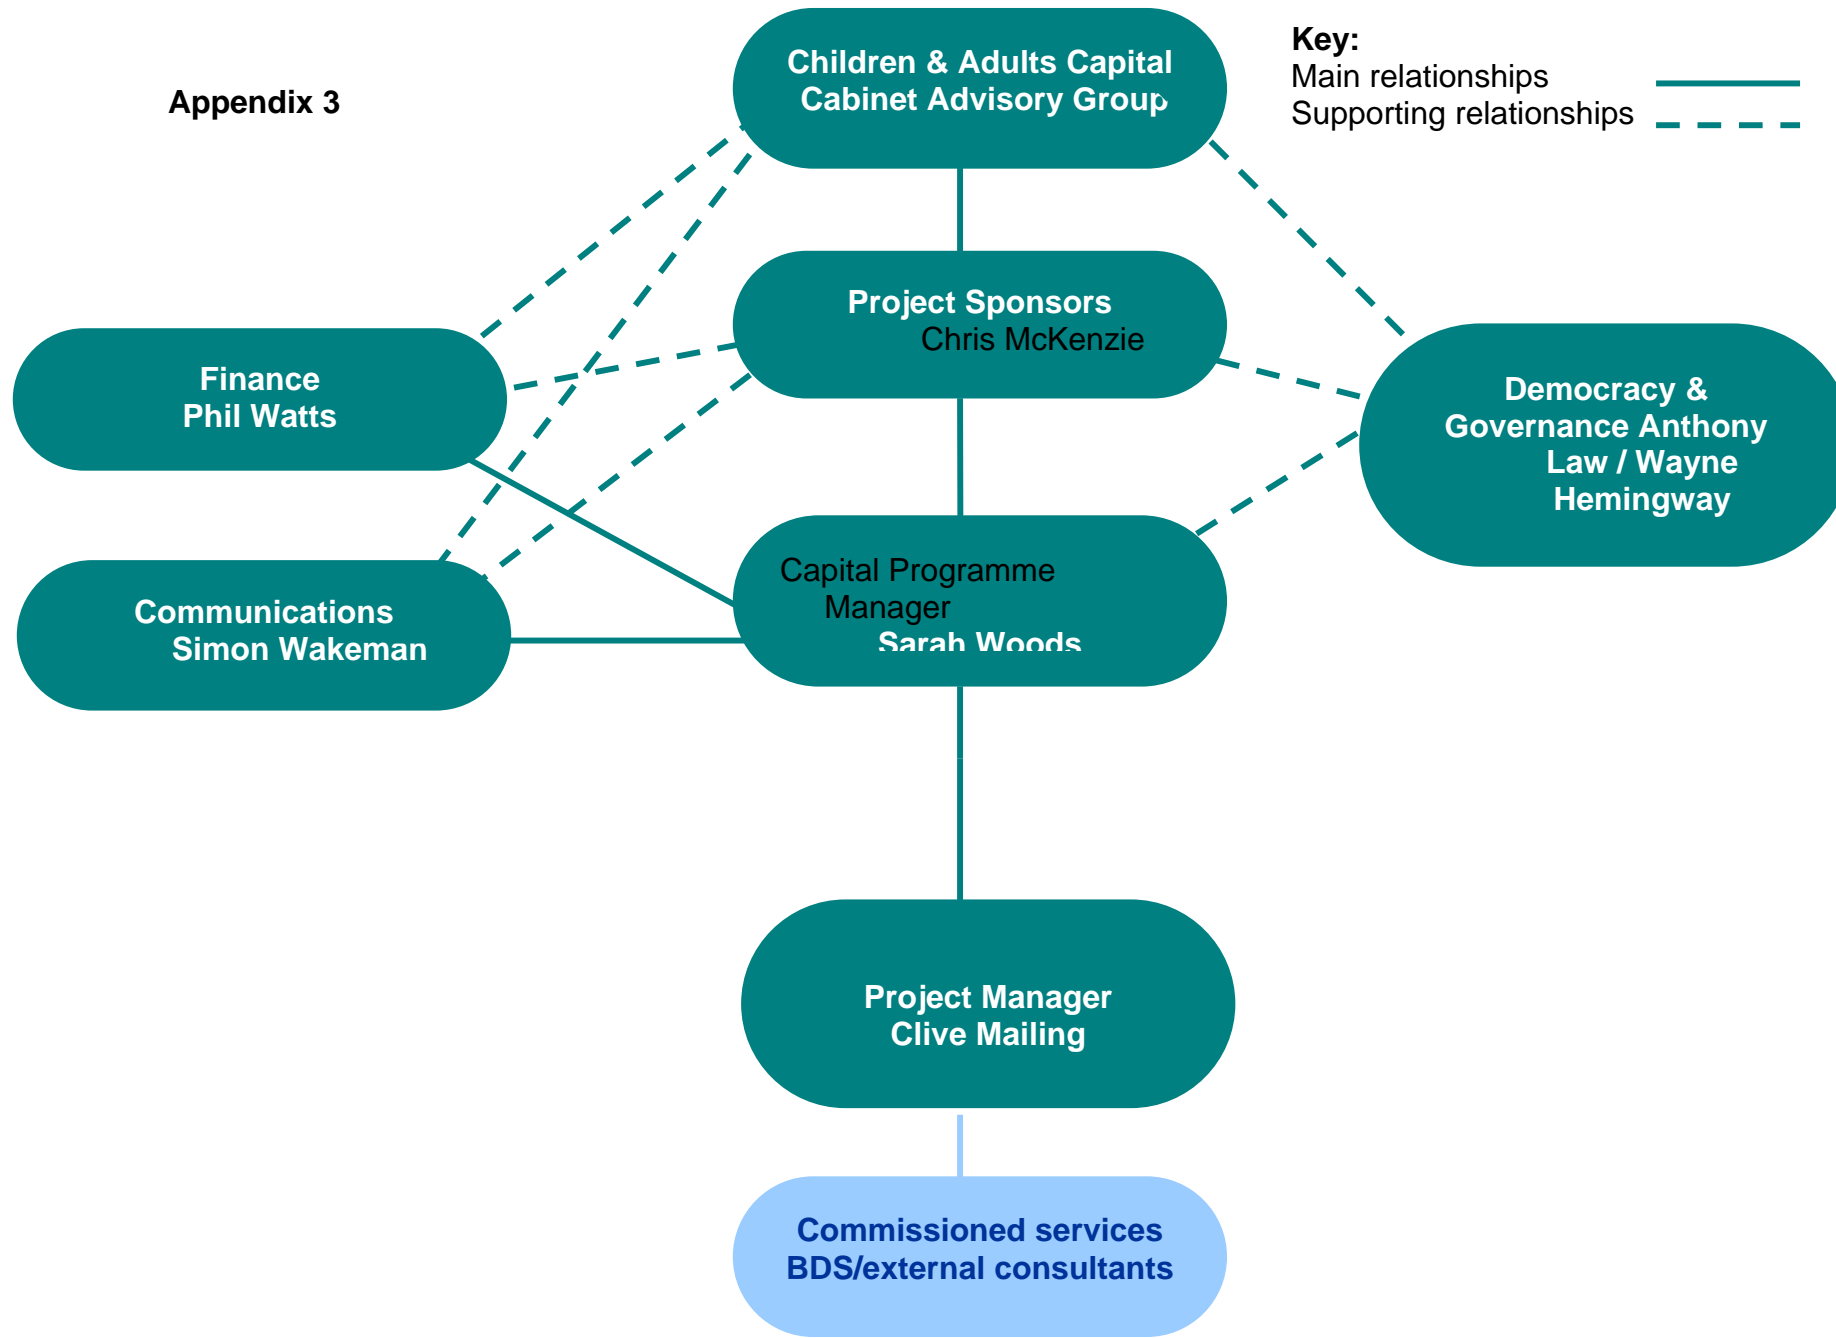 Appendix 3
Children & Adults Capital
Cabinet Advisory Group
Key:
Main relationships
Supporting relationships
Project Sponsors
Chris McKenzie
Finance
Phil Watts
Democracy &
Governance Anthony
Law / Wayne
Hemingway
Communications
Simon Wakeman
Capital Programme
Manager
Sarah Woods
Project Manager
Clive Mailing
Commissioned services
BDS/external consultants